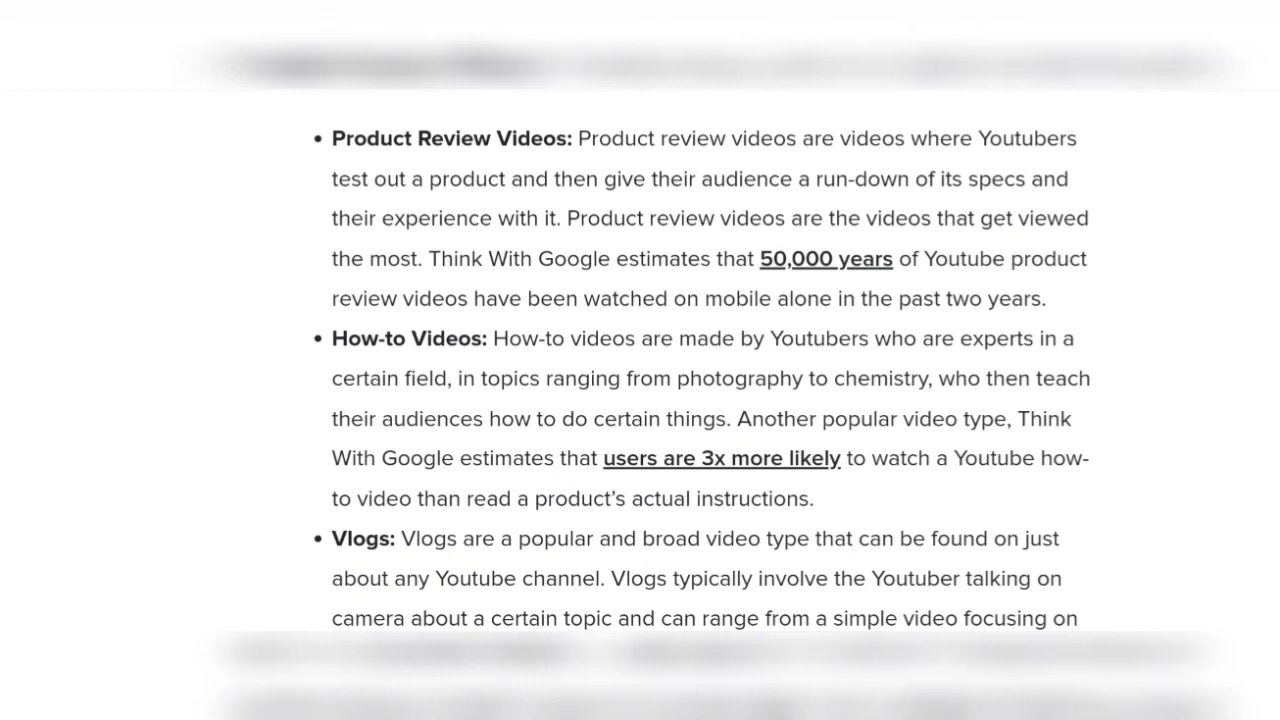 • Product Review Videos: Product review videos are videos where Youtubers
test out a product and then give their audience a run-down of its specs and
their experience with it. Product review videos are the videos that get viewed
the most. Think With Google estimates that 50,000 years of Youtube product
review videos have been watched on mobile alone in the past two years.
• How-to Videos: How-to videos are made by Youtubers who are experts in a
certain field, in topics ranging from photography to chemistry, who then teach
their audiences how to do certain things. Another popular video type, Think
With Google estimates that users are 3x more likely to watch a Youtube how-
to video than read a product’s actual instructions.
• Vlogs: Vlogs are a popular and broad video type that can be found on just
about any Youtube channel. Vlogs typically involve the Youtuber talking on
camera about a certain topic and can range from a simple video focusing on